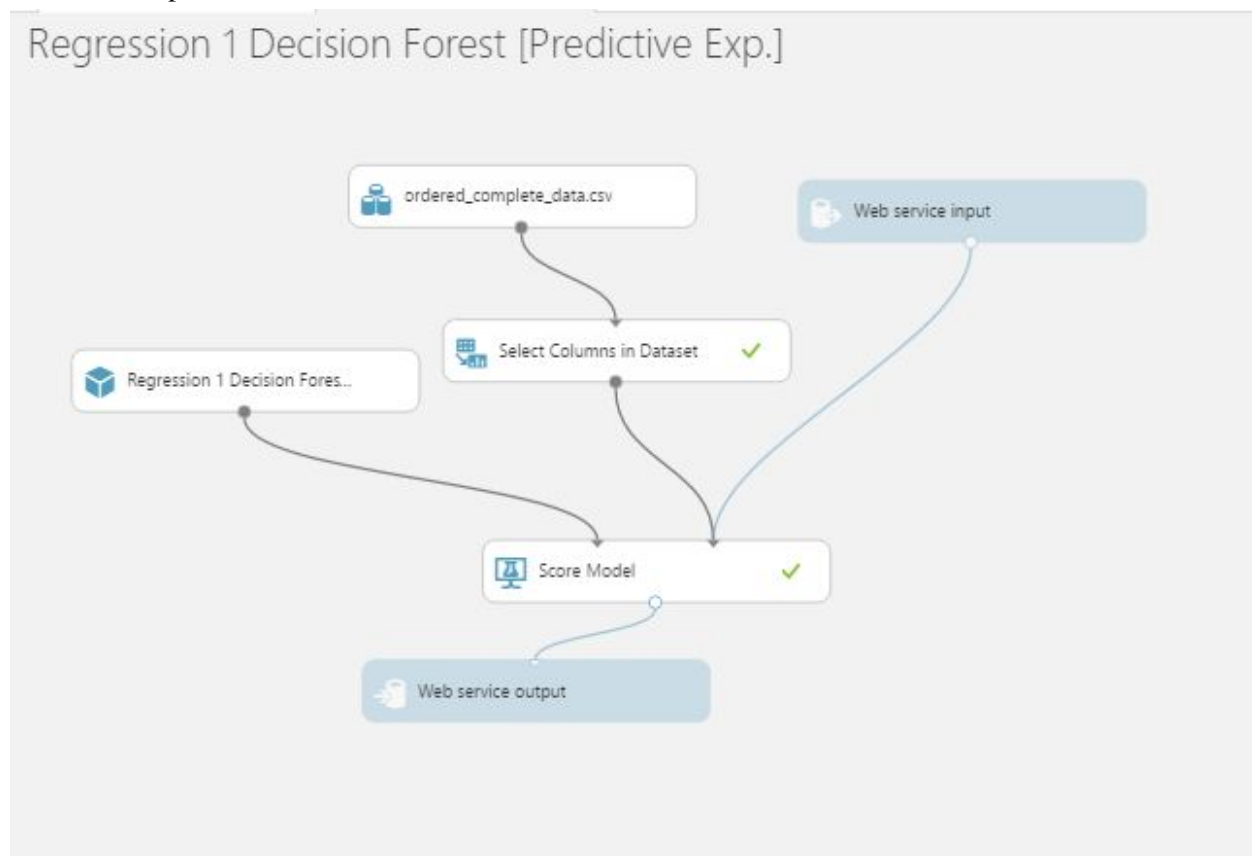 Regression 1 Decision Forest [Predictive Exp.]
ordered_complete_data.csv
Web service input
Select Columns in Dataset
Regression 1 Decision Fores...
Score Model
Web service output